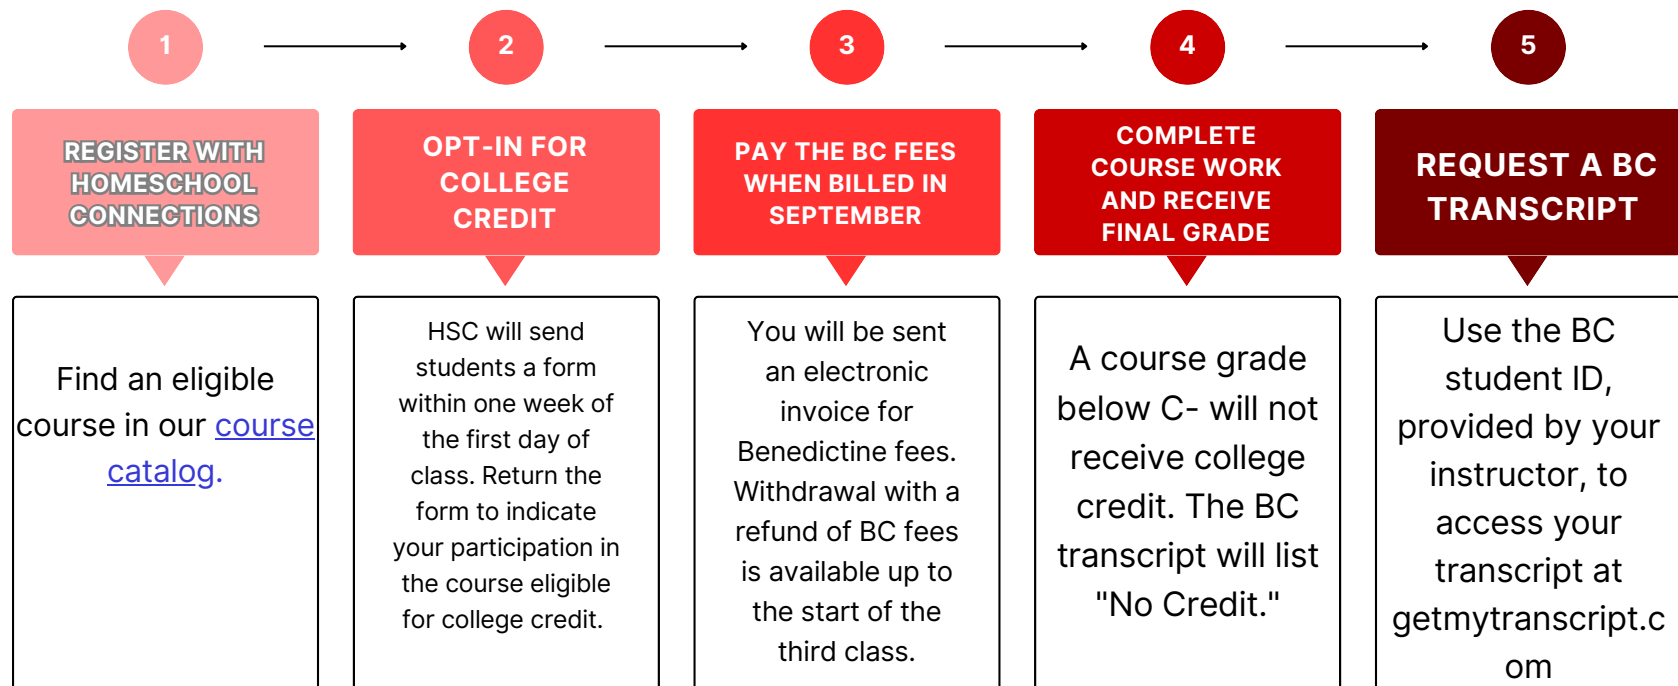 1
2
3
4
5
REGISTER WITH
HOMESCHOOL
CONNECTIONS
OPT-IN FOR
COLLEGE
CREDIT
PAY THE BC FEES
WHEN BILLED IN
SEPTEMBER
COMPLETE
COURSE WORK
AND RECEIVE
FINAL GRADE
REQUEST A BC
TRANSCRIPT
Find an eligible
course in our course
catalog.
HSC will send
students a form
within one week of
the first day of
class. Return the
form to indicate
your participation in
the course eligible
for college credit.
You will be sent
an electronic
invoice for
Benedictine fees.
Withdrawal with a
refund of BC fees
is available up to
the start of the
third class.
A course grade
below C- will not
receive college
credit. The BC
transcript will list
"No Credit."
Use the BC
student ID,
provided by your
instructor, to
access your
transcript at
getmytranscript.c
om